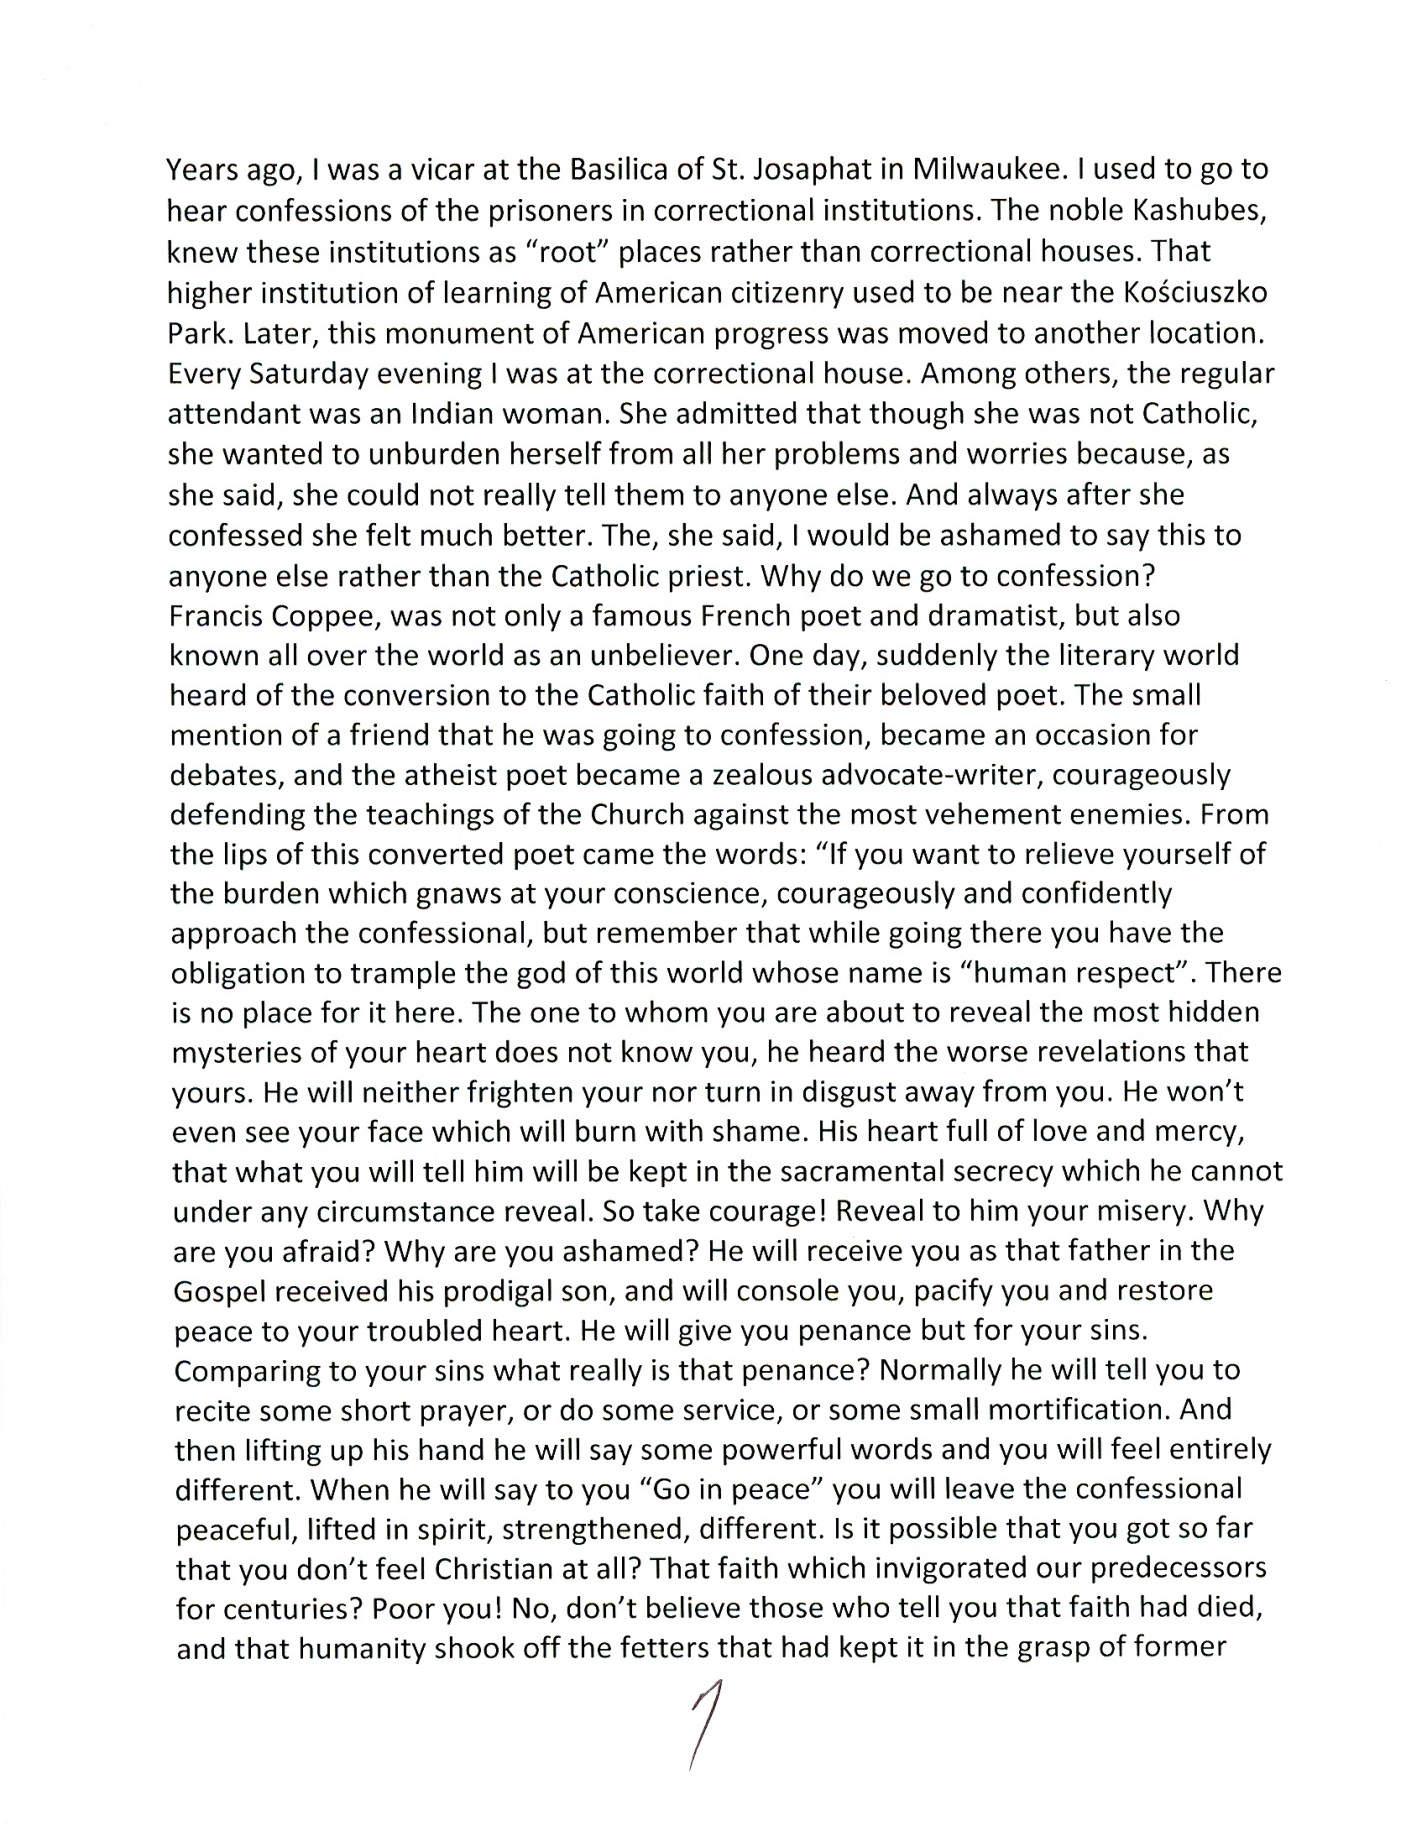 Years ago, I was a vicar at the Basilica of St. Josaphat in Milwaukee. I used to go to
hear confessions of the prisoners in correctional institutions. The noble Kashubes,
knew these institutions as “root” places rather than correctional houses. That
higher institution of learning of American citizenry used to be near the Kościuszko
Park. Later, this monument of American progress was moved to another location.
Every Saturday evening I was at the correctional house. Among others, the regular
attendant was an Indian woman. She admitted that though she was not Catholic,
she wanted to unburden herself from all her problems and worries because, as
she said, she could not really tell them to anyone else. And always after she
confessed she felt much better. The, she said, I would be ashamed to say this to
anyone else rather than the Catholic priest. Why do we go to confession?
Francis Coppee, was not only a famous French poet and dramatist, but also
known all over the world as an unbeliever. One day, suddenly the literary world
heard of the conversion to the Catholic faith of their beloved poet. The small
mention of a friend that he was going to confession, became an occasion for
debates, and the atheist poet became a zealous advocate-writer, courageously
defending the teachings of the Church against the most vehement enemies. From
the lips of this converted poet came the words: “If you want to relieve yourself of
the burden which gnaws at your conscience, courageously and confidently
approach the confessional, but remember that while going there you have the
obligation to trample the god of this world whose name is “human respect”. There
is no place for it here. The one to whom you are about to reveal the most hidden
mysteries of your heart does not know you, he heard the worse revelations that
yours. He will neither frighten your nor turn in disgust away from you. He won’t
even see your face which will burn with shame. His heart full of love and mercy,
that what you will tell him will be kept in the sacramental secrecy which he cannot
under any circumstance reveal. So take courage! Reveal to him your misery. Why
are you afraid? Why are you ashamed? He will receive you as that father in the
Gospel received his prodigal son, and will console you, pacify you and restore
peace to your troubled heart. He will give you penance but for your sins.
Comparing to your sins what really is that penance? Normally he will tell you to
recite some short prayer, or do some service, or some small mortification. And
then lifting up his hand he will say some powerful words and you will feel entirely
different. When he will say to you “Go in peace” you will leave the confessional
peaceful, lifted in spirit, strengthened, different. Is it possible that you got so far
that you don’t feel Christian at all? That faith which invigorated our predecessors
for centuries? Poor you! No, don’t believe those who tell you that faith had died,
and that humanity shook off the fetters that had kept it in the grasp of former
7